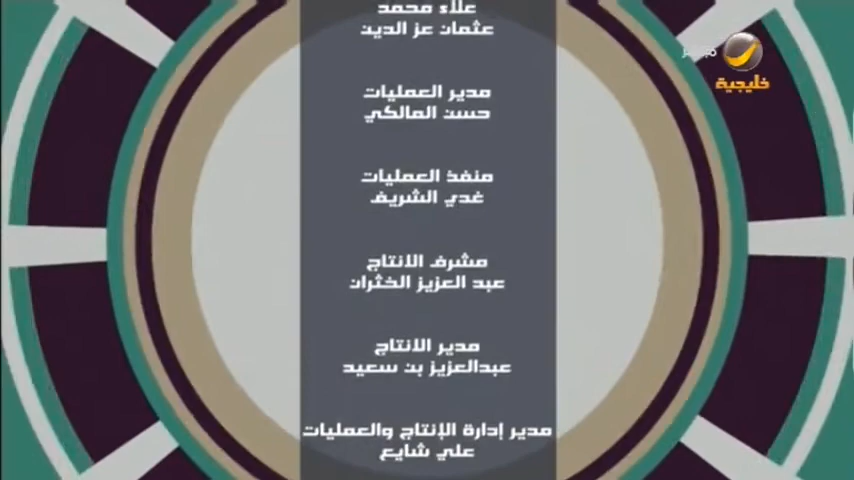 علاء محمد
عثمان عز الدين
مباشر
خليجية
مدير العمليات
حسن المالكي
منفذ العمليات
غدي الشريف
مشرف الانتاج
عبد العزيز الخثران
مدير الانتاج
عبدالعزيز بن سعيد
مدير إدارة الإنتاج والعمليات
علي شايع